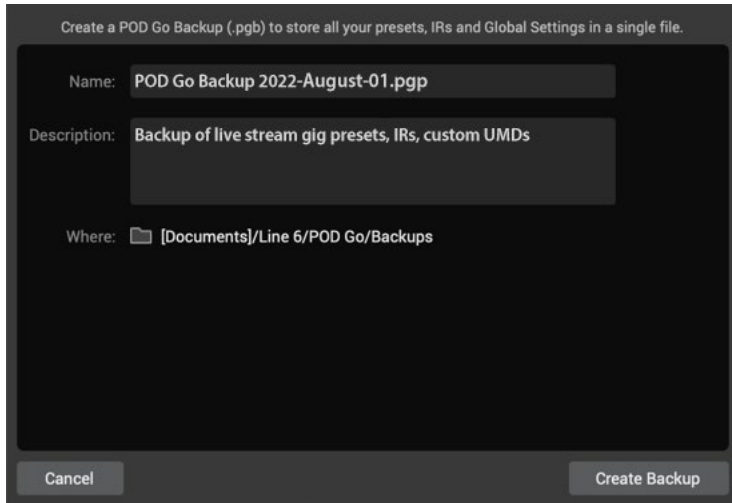 Create a POD Go Backup (.pgb) to store all your presets, IRs and Global Settings in a single file.
Name: POD Go Backup 2022-August-01.pgp
Description: Backup of live stream gig presets, IRs, custom UMDs
Where: [Documents]/Line 6/POD Go/Backups
Cancel Create Backup